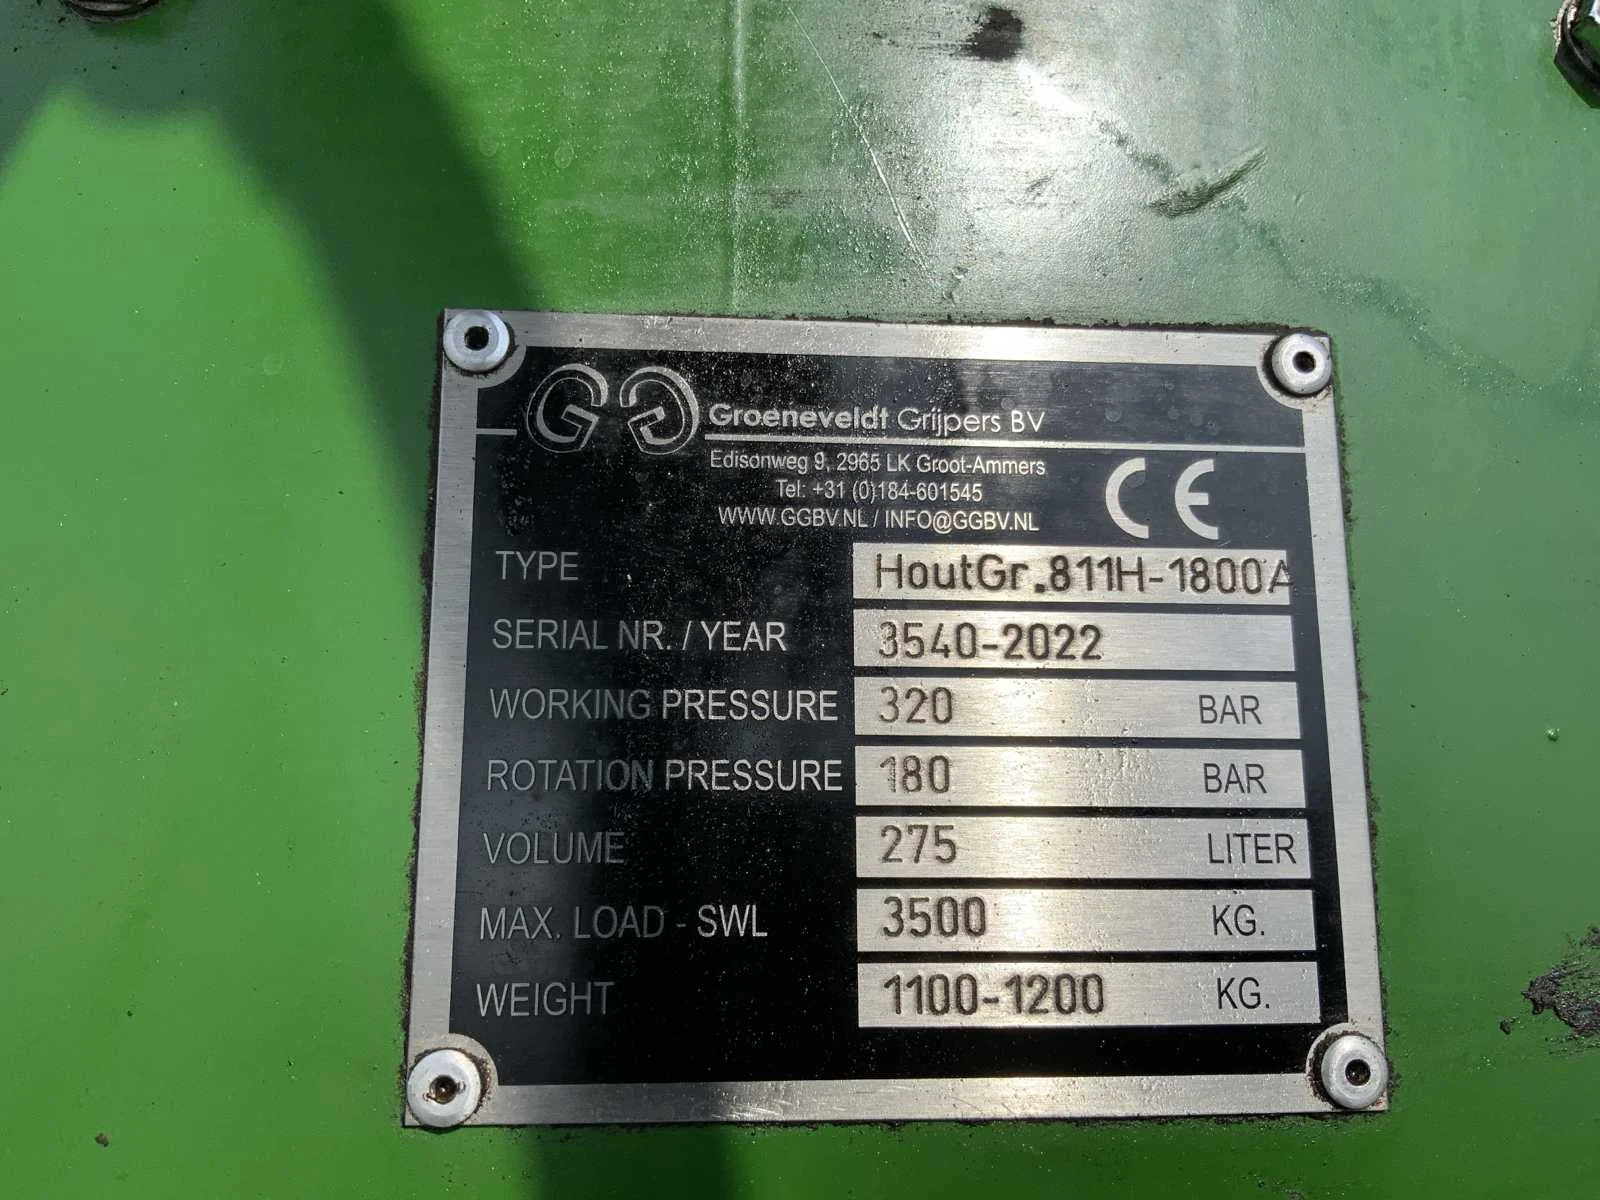 GG Groeneveldt Grijpers BV
Edisonweg 9, 2965 LK Groot-Ammers
Tel: +31 (0)184-601545
WWW.GGBV.NL / INFO@GGBV.NL
CE
TYPE HoutGr.811H-1800A
SERIAL NR. / YEAR 3540-2022
WORKING PRESSURE 320 BAR
ROTATION PRESSURE 180 BAR
VOLUME 275 LITER
MAX. LOAD - SWL 3500 KG.
WEIGHT 1100-1200 KG.